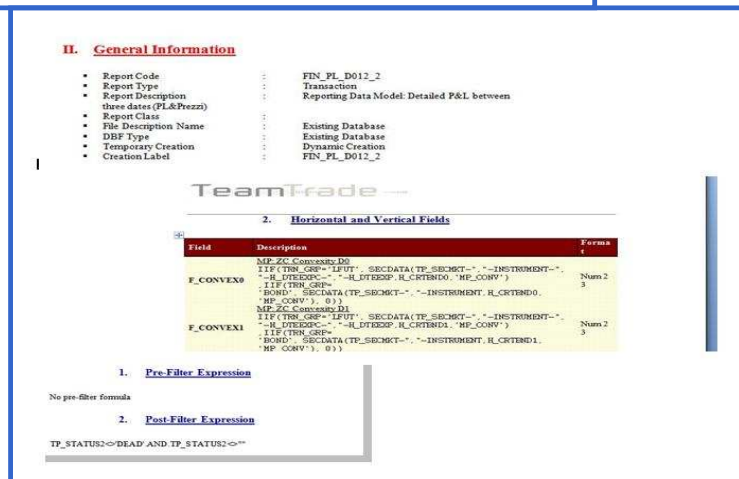 II. General Information
▪ Report Code : FIN_PL_D012_2
▪ Report Type : Transaction
▪ Report Description : Reporting Data Model: Detailed P&L between
three dates (PL&Prezzi)
▪ Report Class :
▪ File Description Name : Existing Database
▪ DBF Type : Existing Database
▪ Temporary Creation : Dynamic Creation
▪ Creation Label : FIN_PL_D012_2
TeamTrade
2. Horizontal and Vertical Fields
Field Description Forma
t
MP: ZC Convexity D0
IIF(TRN_GRP='LFUT', SECDATA(TP_SECMKT~","~INSTRUMENT~",
"~H_DTEEXPC~","~H_DTEEXP,H_CRTEND0,'MP_CONV')
F_CONVEX0 ,IIF(TRN_GRP= Num 2
'BOND', SECDATA(TP_SECMKT~","~INSTRUMENT,H_CRTEND0, 3
'MP_CONV'), 0))
MP: ZC Convexity D1
IIF(TRN_GRP='LFUT', SECDATA(TP_SECMKT~","~INSTRUMENT~",
"~H_DTEEXPC~","~H_DTEEXP,H_CRTEND1,'MP_CONV')
F_CONVEX1 ,IIF(TRN_GRP= Num 2
'BOND', SECDATA(TP_SECMKT~","~INSTRUMENT,H_CRTEND1, 3
'MP_CONV'), 0))
1. Pre-Filter Expression
No pre-filter formula
2. Post-Filter Expression
TP_STATUS2<>'DEAD'.AND.TP_STATUS2<>""